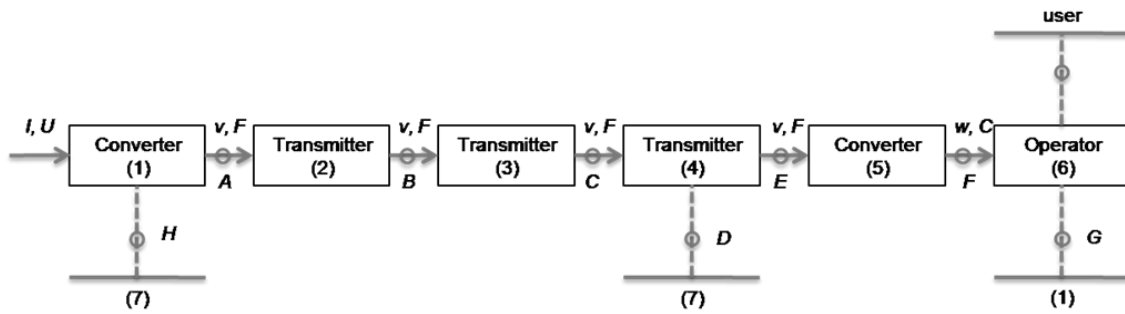 user
I, U
v, F
v, F
v, F
v, F
w, C
Converter
(1)
Transmitter
(2)
Transmitter
(3)
Transmitter
(4)
Converter
(5)
Operator
(6)
A
B
C
E
F
H
D
G
(7)
(7)
(1)